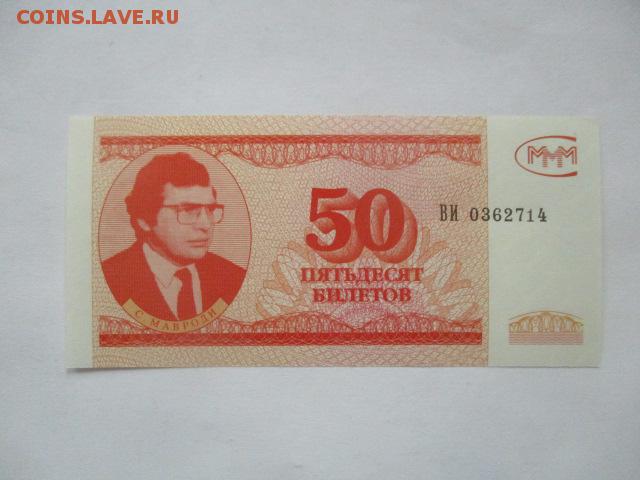 COINS.LAVE.RU
МММ
50
ВИ 0362714
ПЯТЬДЕСЯТ
БИЛЕТОВ
С. МАВРОДИ